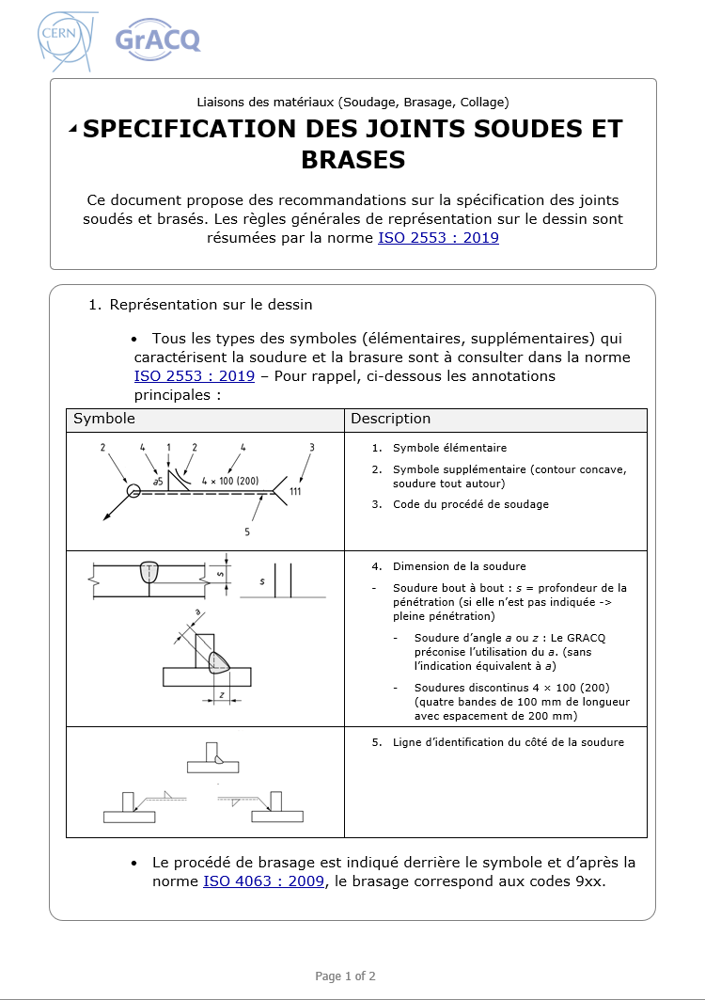 CERN
GrACQ
Liaisons des matériaux (Soudage, Brasage, Collage)
SPECIFICATION DES JOINTS SOUDES ET
BRASES
Ce document propose des recommandations sur la spécification des joints
soudés et brasés. Les règles générales de représentation sur le dessin sont
résumées par la norme ISO 2553 : 2019
1. Représentation sur le dessin
• Tous les types des symboles (élémentaires, supplémentaires) qui
caractérisent la soudure et la brasure sont à consulter dans la norme
ISO 2553 : 2019 – Pour rappel, ci-dessous les annotations
principales :
Symbole
Description
2 4 1 2 4 3
a5 4 × 100 (200) 111
5
1. Symbole élémentaire
2. Symbole supplémentaire (contour concave,
soudure tout autour)
3. Code du procédé de soudage
s
s
a
z
4. Dimension de la soudure
- Soudure bout à bout : s = profondeur de la
pénétration (si elle n’est pas indiquée ->
pleine pénétration)
- Soudure d’angle a ou z : Le GRACQ
préconise l’utilisation du a. (sans
l’indication équivalent à a)
- Soudures discontinus 4 × 100 (200)
(quatre bandes de 100 mm de longueur
avec espacement de 200 mm)
5. Ligne d’identification du côté de la soudure
• Le procédé de brasage est indiqué derrière le symbole et d’après la
norme ISO 4063 : 2009, le brasage correspond aux codes 9xx.
Page 1 of 2